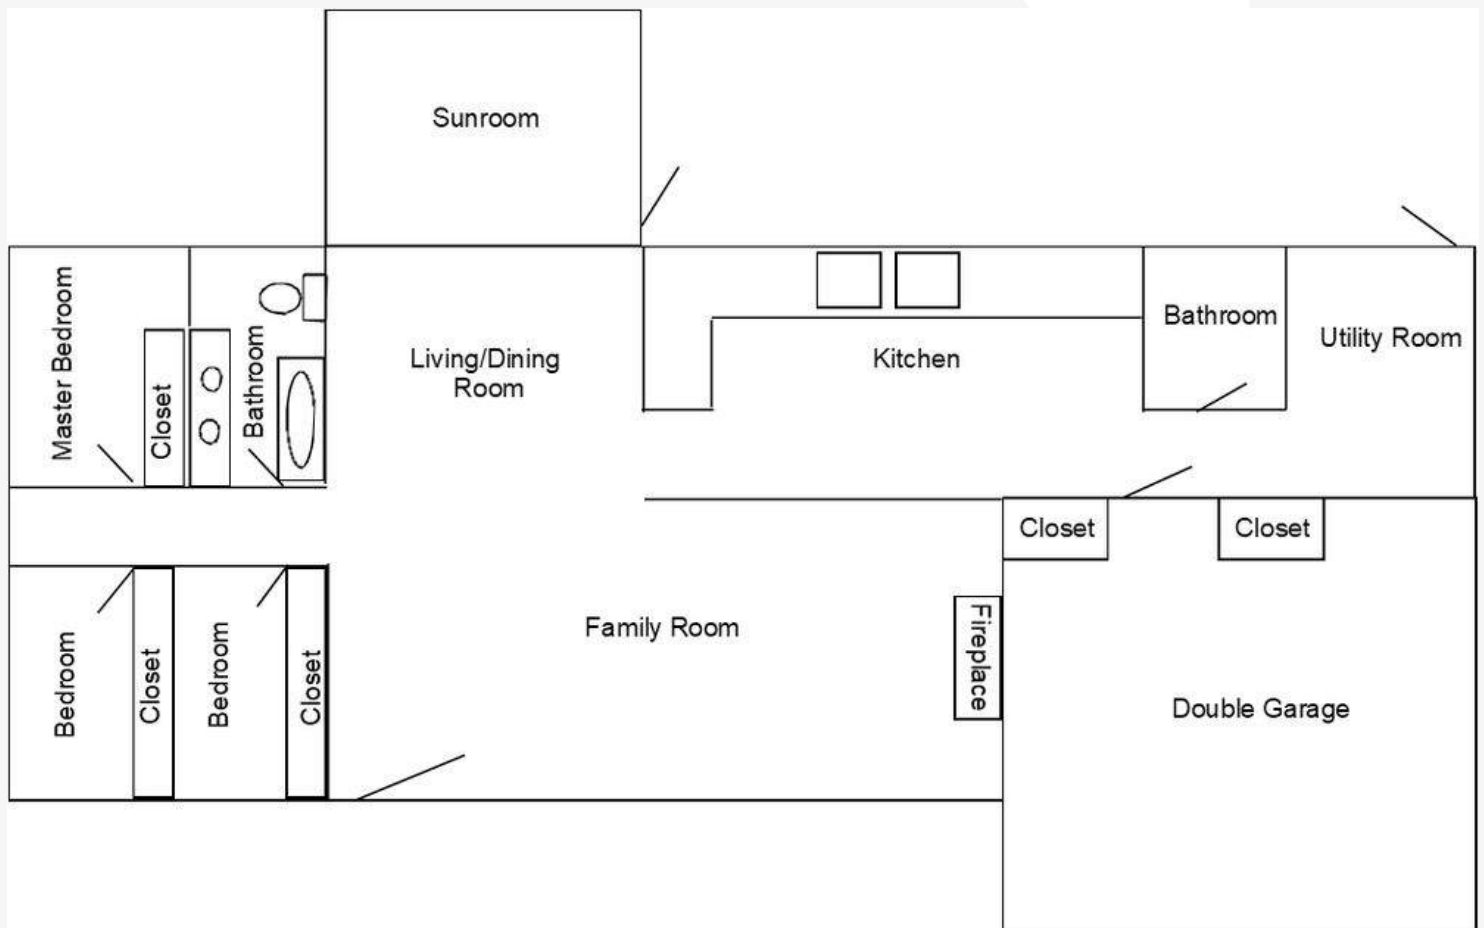 Sunroom
Master Bedroom
Closet
Bathroom
Living/Dining
Room
Kitchen
Bathroom
Utility Room
Closet
Closet
Bedroom
Closet
Bedroom
Closet
Family Room
Fireplace
Double Garage